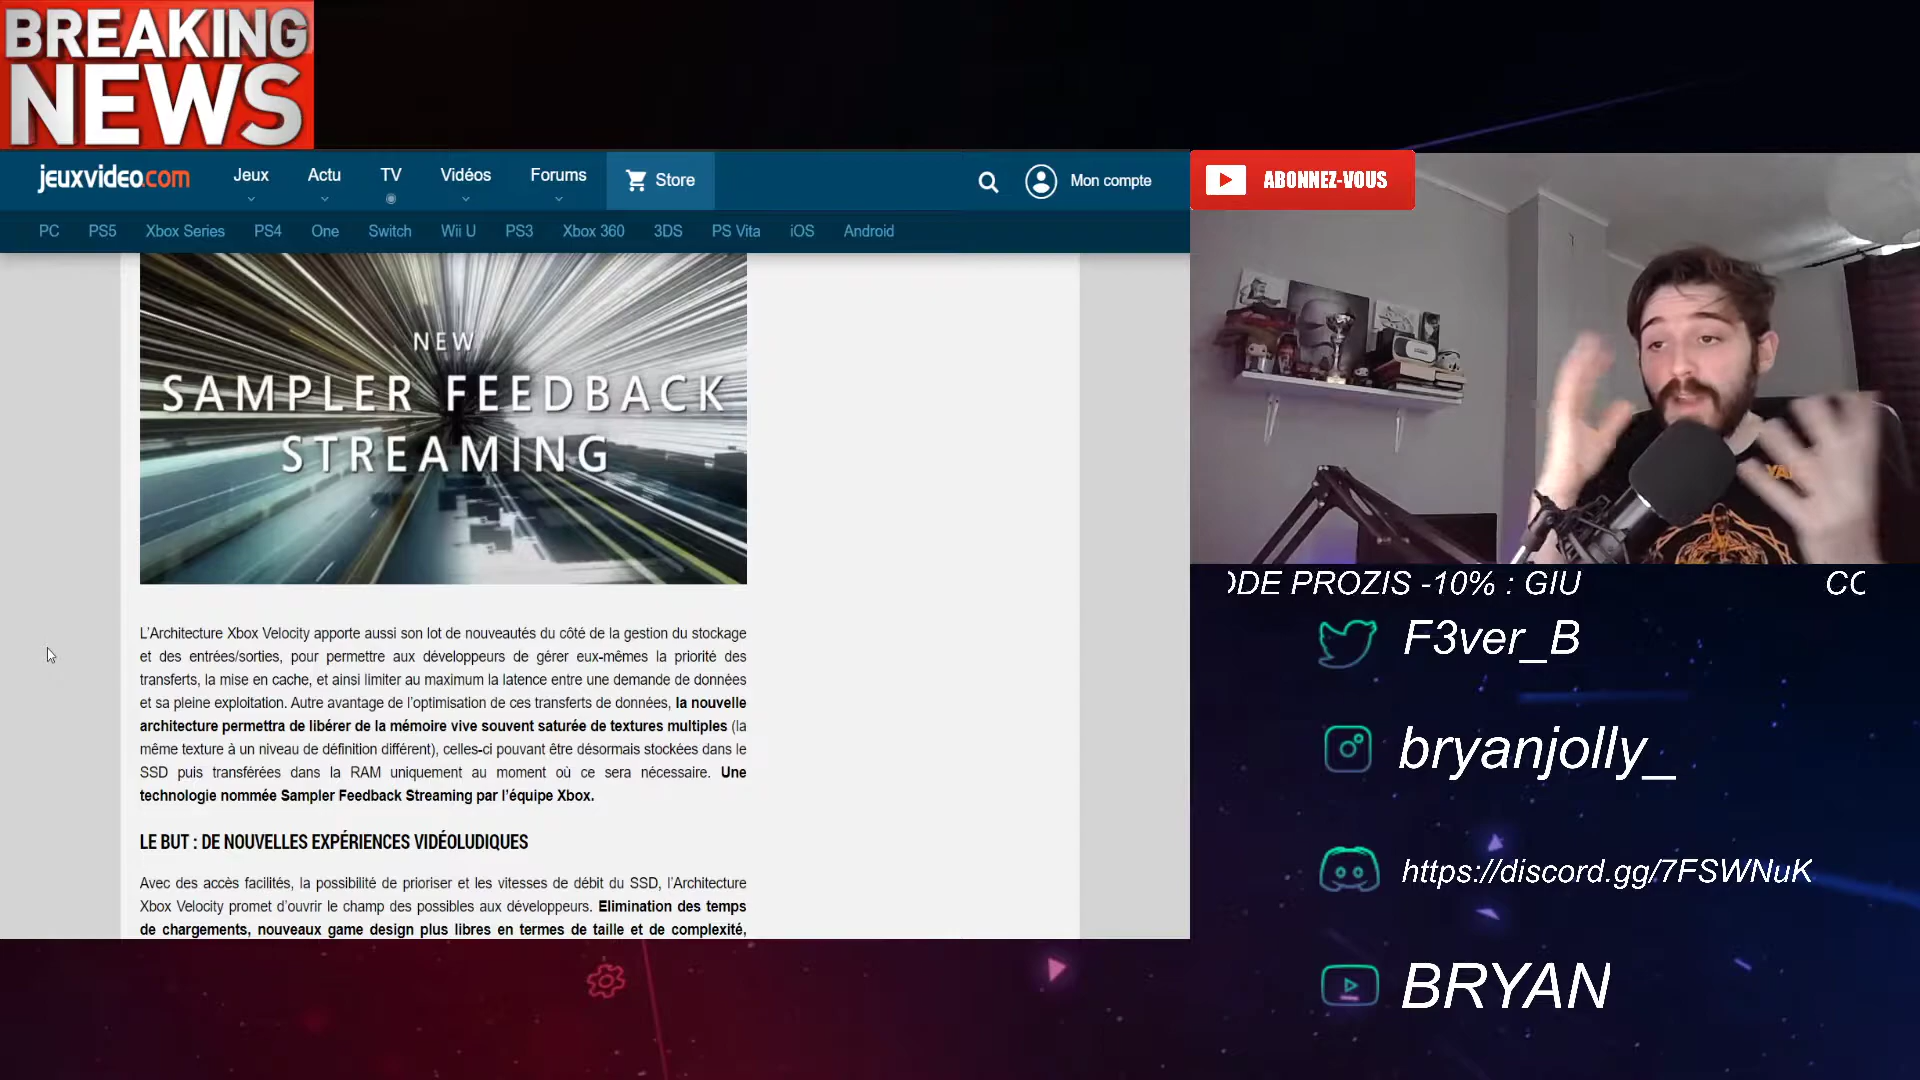 BREAKING
NEWS
jeuxvideo.com
Jeux
Actu
TV
Vidéos
Forums
Store
Mon compte
PC
PS5
Xbox Series
PS4
One
Switch
Wii U
PS3
Xbox 360
3DS
PS Vita
iOS
Android
NEW
SAMPLER FEEDBACK
STREAMING
L'Architecture Xbox Velocity apporte aussi son lot de nouveautés du côté de la gestion du stockage
et des entrées/sorties, pour permettre aux développeurs de gérer eux-mêmes la priorité des
transferts, la mise en cache, et ainsi limiter au maximum la latence entre une demande de données
et sa pleine exploitation. Autre avantage de l'optimisation de ces transferts de données, la nouvelle
architecture permettra de libérer de la mémoire vive souvent saturée de textures multiples (la
même texture à un niveau de définition différent), celles-ci pouvant être désormais stockées dans le
SSD puis transférées dans la RAM uniquement au moment où ce sera nécessaire. Une
technologie nommée Sampler Feedback Streaming par l'équipe Xbox.
LE BUT : DE NOUVELLES EXPÉRIENCES VIDÉOLUDIQUES
Avec des accès facilités, la possibilité de prioriser et les vitesses de débit du SSD, l'Architecture
Xbox Velocity promet d'ouvrir le champ des possibles aux développeurs. Elimination des temps
de chargements, nouveaux game design plus libres en termes de taille et de complexité,
ABONNEZ-VOUS
ODE PROZIS -10% : GIU
CO
F3ver_B
bryanjolly_
https://discord.gg/7FSWNuK
BRYAN